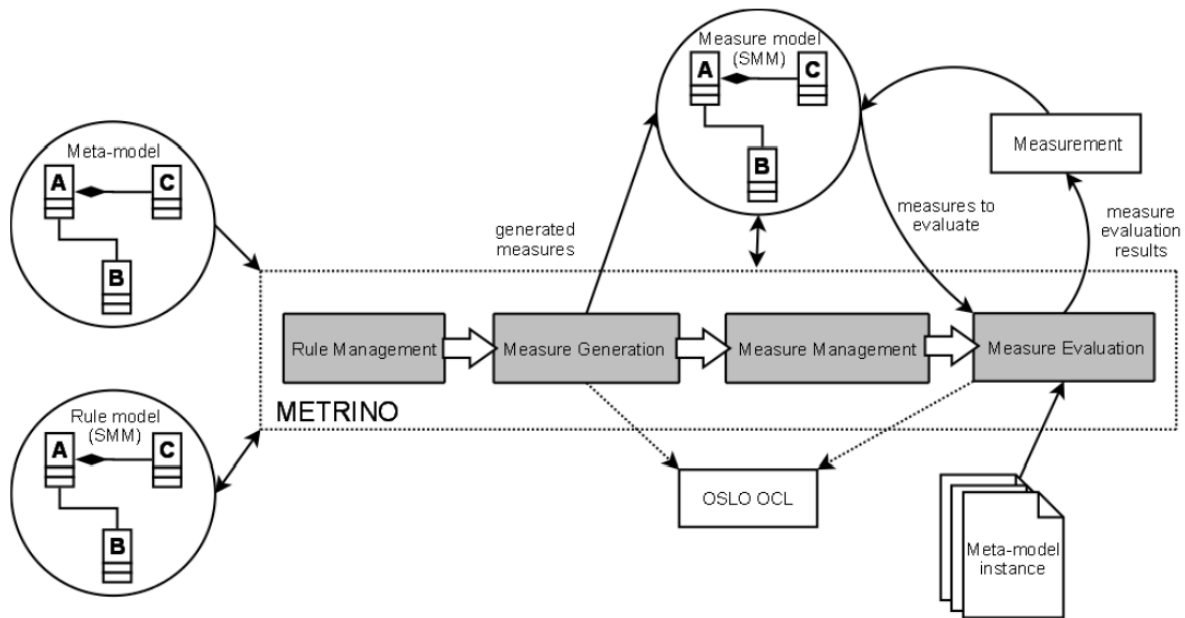 Measure model
(SMM)
A
C
B
Meta-model
A
C
B
Measurement
generated
measures
measures to
evaluate
measure
evaluation
results
Rule Management
Measure Generation
Measure Management
Measure Evaluation
METRINO
Rule model
(SMM)
A
C
B
OSLO OCL
Meta-model
instance